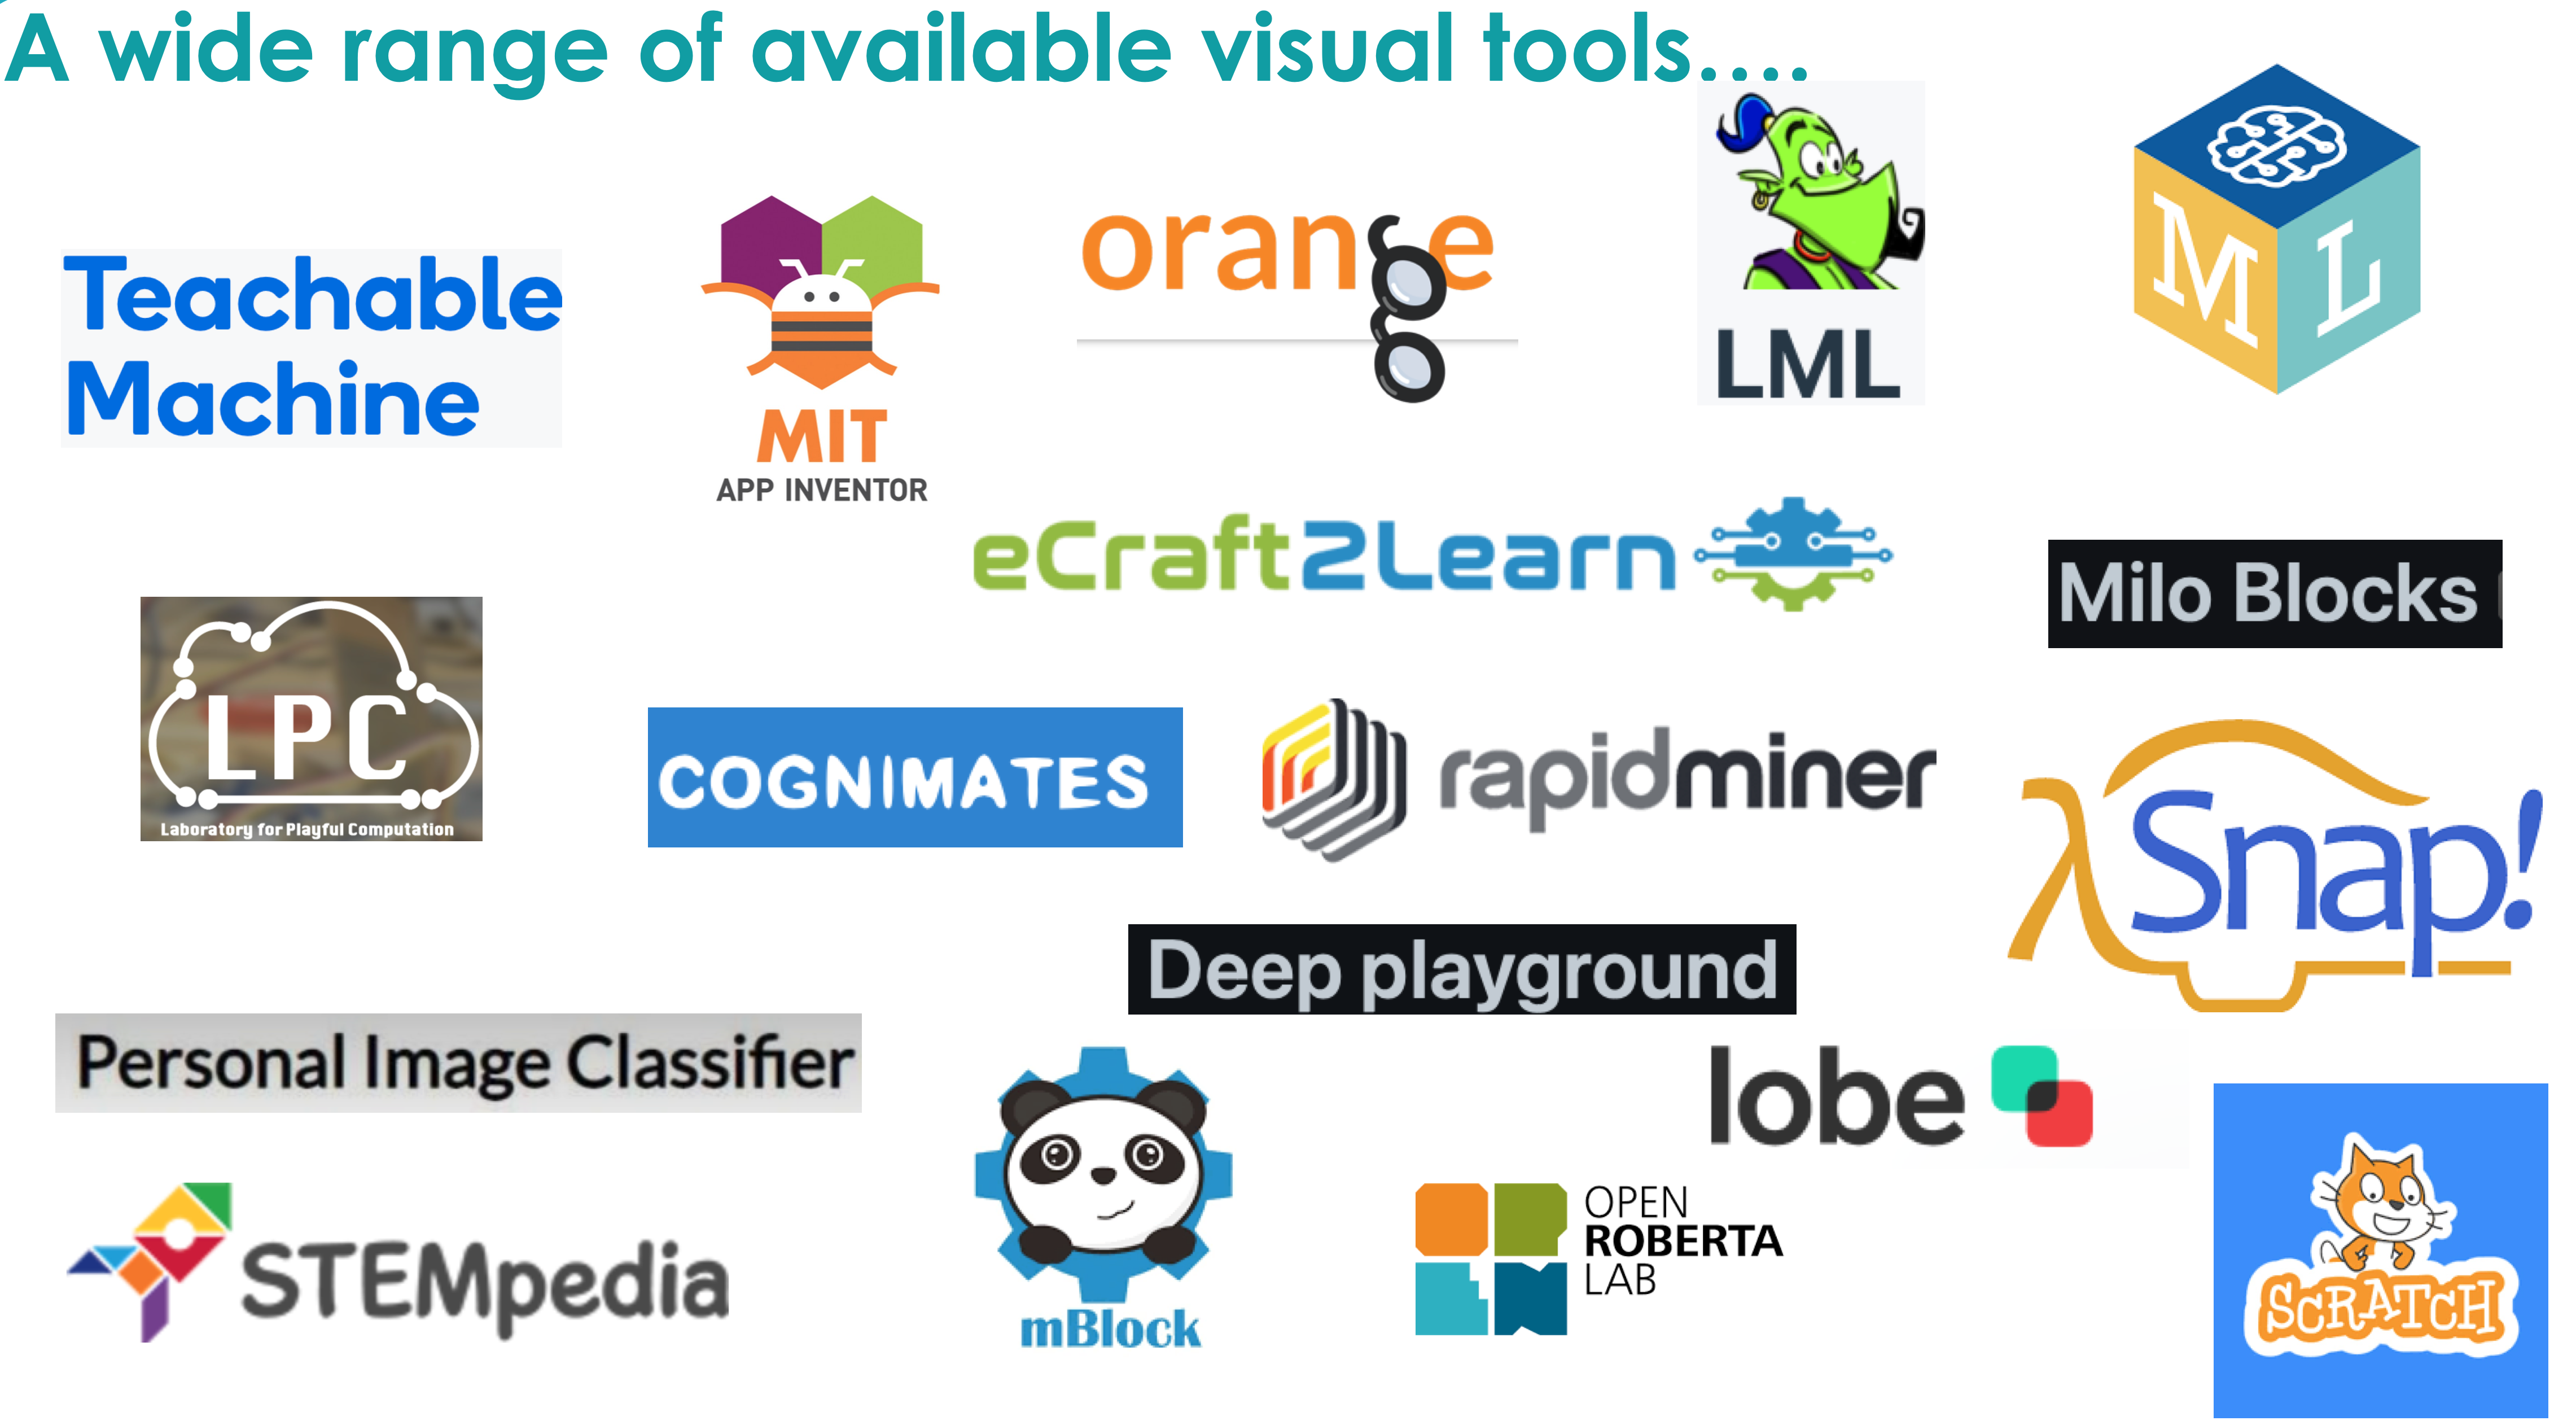 A wide range of available visual tools....
Teachable
Machine
MIT
APP INVENTOR
orange
LML
M L
eCraft2Learn
Milo Blocks
LPC
Laboratory for Playful Computation
COGNIMATES
rapidminer
λSnap!
Deep playground
Personal Image Classifier
lobe
STEMpedia
mBlock
OPEN
ROBERTA
LAB
SCRATCH